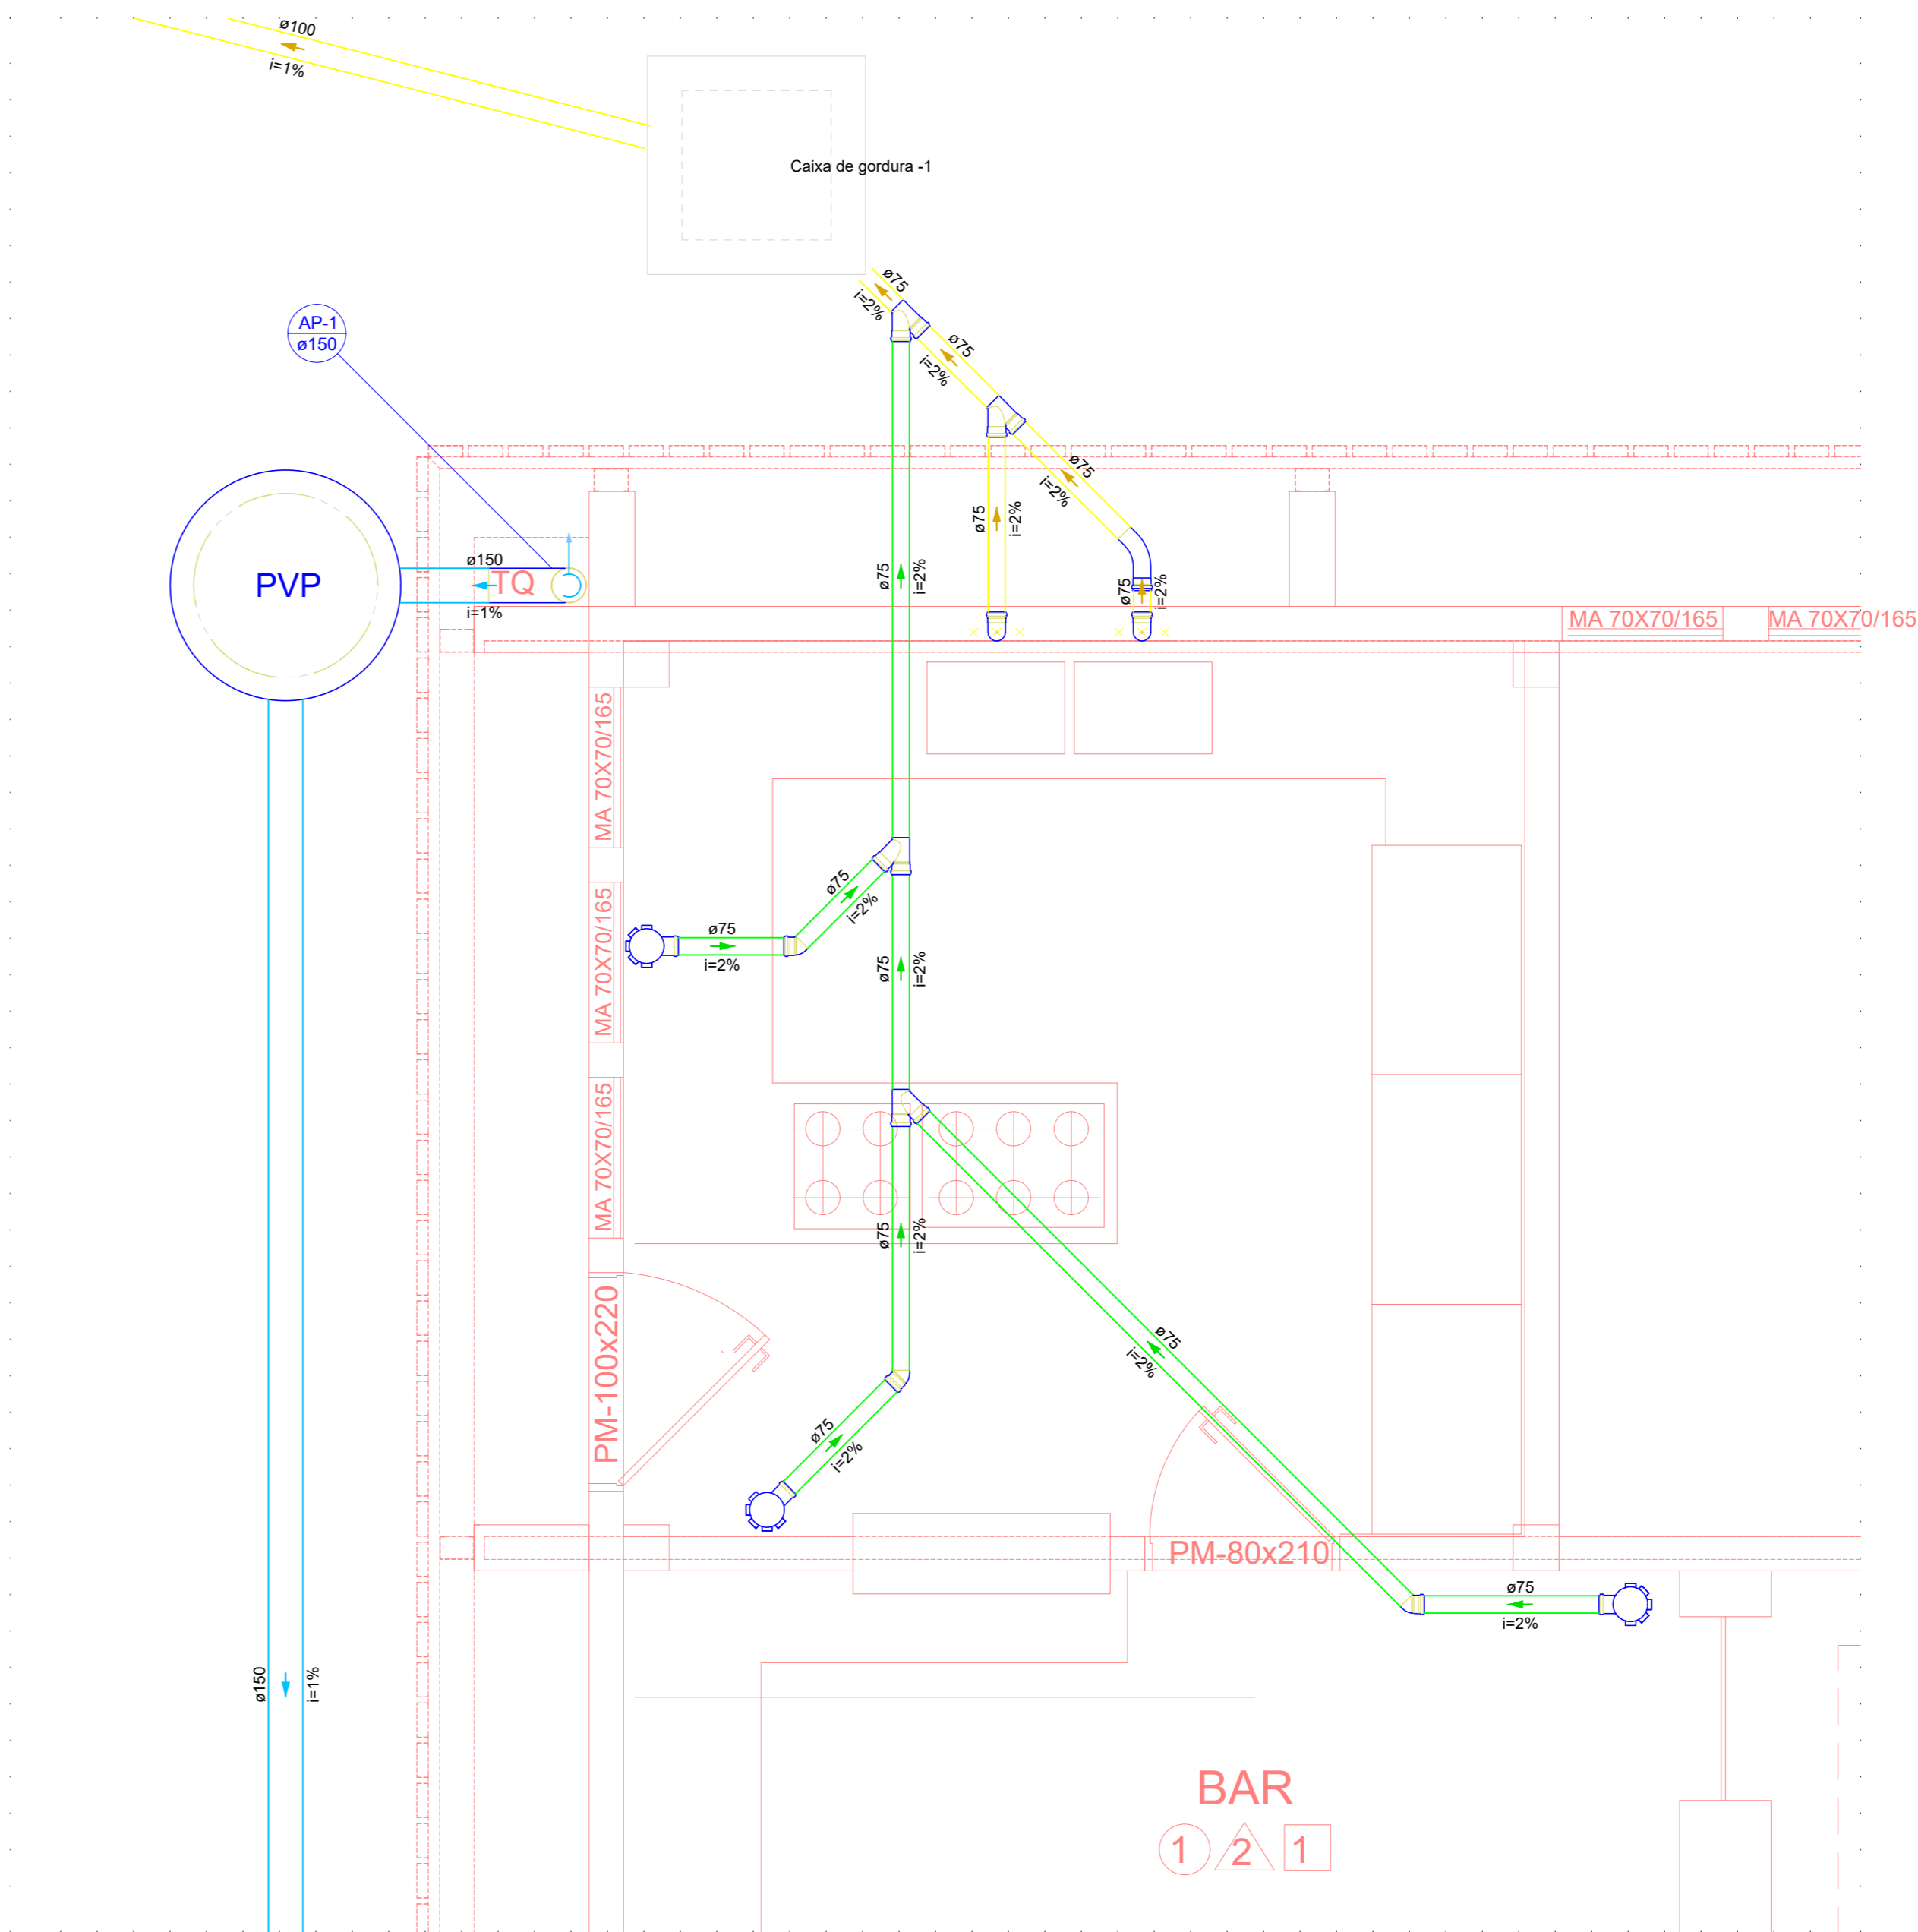 ø100
i=1%
Caixa de gordura -1
ø75
i=2%
AP-1
ø150
ø75
i=2%
ø75
i=2%
ø75
i=2%
ø75
i=2%
ø75
i=2%
PVP
ø150
TQ
i=1%
MA 70X70/165
MA 70X70/165
MA 70X70/165
ø75
i=2%
MA 70X70/165
ø75
i=2%
ø75
i=2%
MA 70X70/165
ø75
i=2%
PM-100x220
ø75
i=2%
ø75
i=2%
PM-80x210
ø75
i=2%
ø150
i=1%
BAR
1 2 1